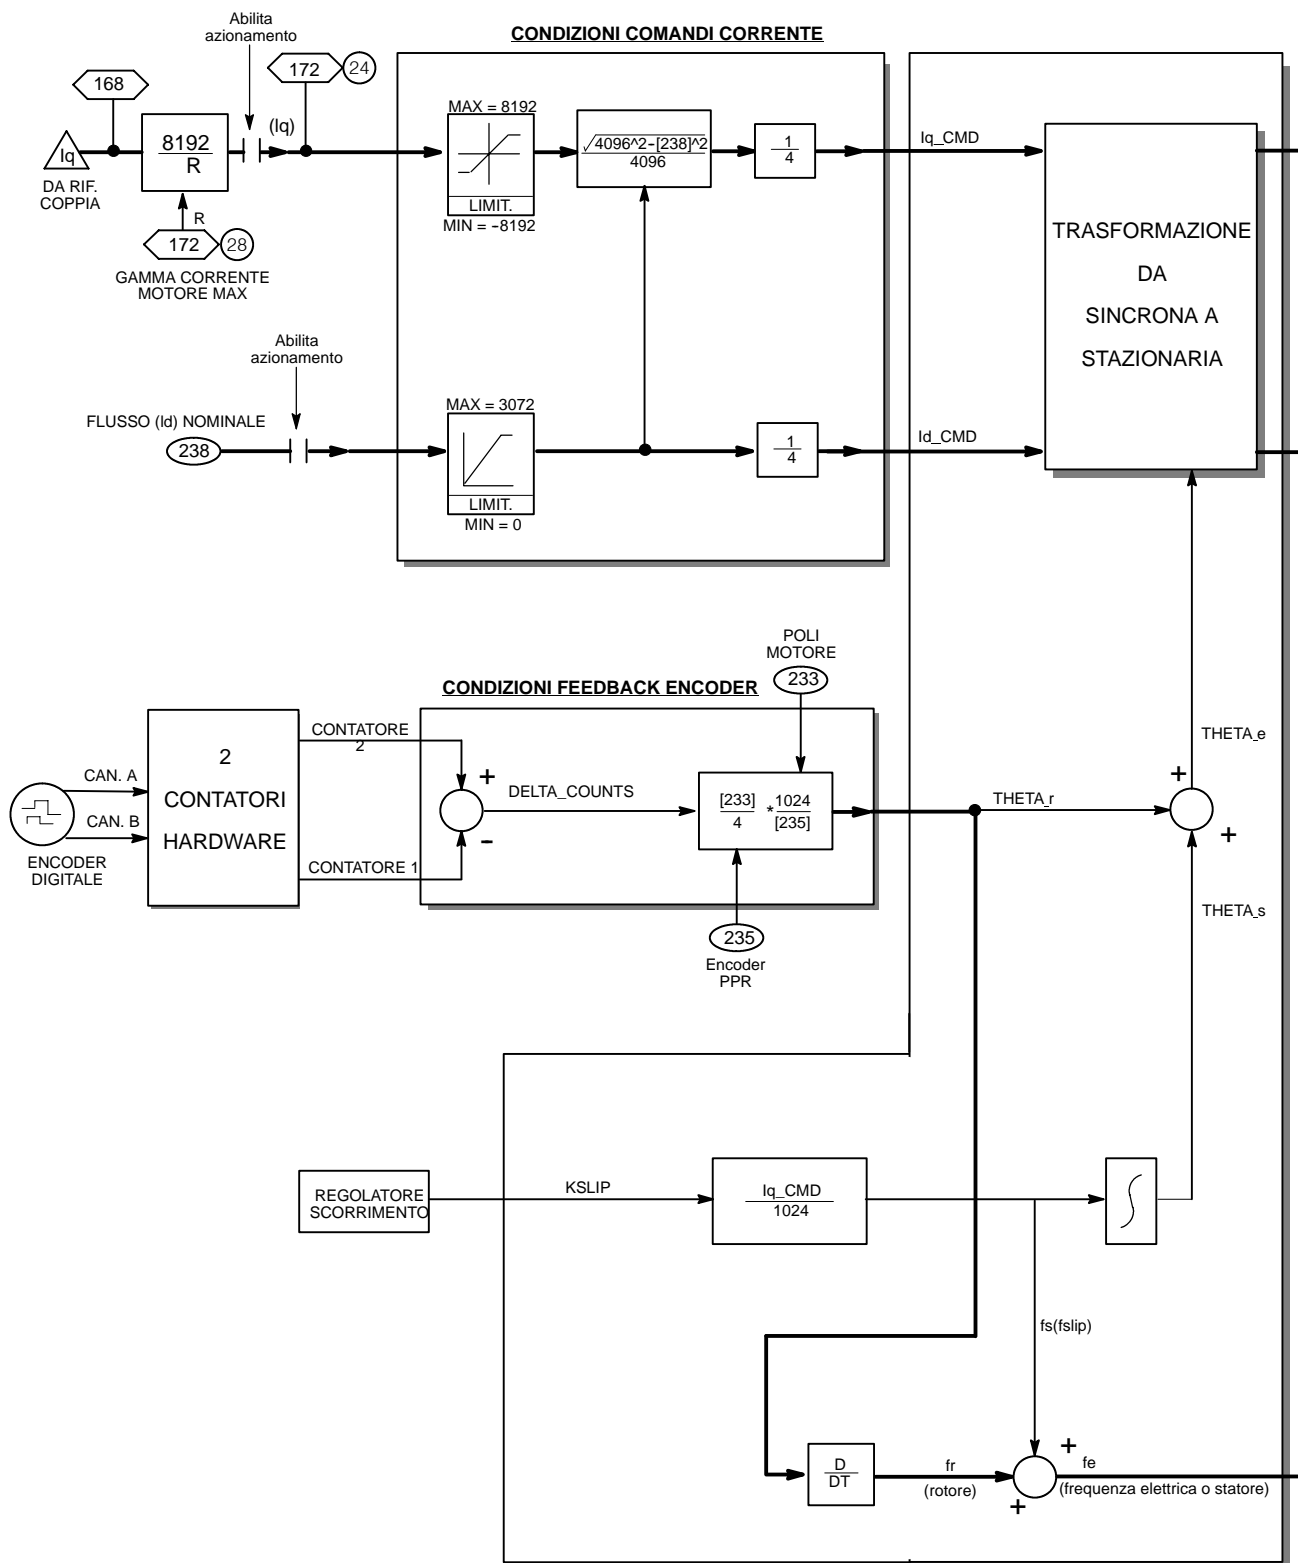 Abilita
azionamento
CONDIZIONI COMANDI CORRENTE
168
172
24
(Iq)
Iq
DA RIF.
COPPIA
8192
R
R
172
28
GAMMA CORRENTE
MOTORE MAX
MAX = 8192
LIMIT.
MIN = -8192
√4096^2-[238]^2
4096
1
4
Iq_CMD
TRASFORMAZIONE
DA
SINCRONA A
STAZIONARIA
Abilita
azionamento
FLUSSO (Id) NOMINALE
238
MAX = 3072
LIMIT.
MIN = 0
1
4
Id_CMD
POLI
MOTORE
233
CONDIZIONI FEEDBACK ENCODER
CAN. A
CAN. B
ENCODER
DIGITALE
2
CONTATORI
HARDWARE
CONTATORE
2
CONTATORE 1
+
-
DELTA_COUNTS
[233]
4
*
1024
[235]
235
Encoder
PPR
THETA_r
THETA_e
+
+
THETA_s
REGOLATORE
SCORRIMENTO
KSLIP
Iq_CMD
1024
∫
fs(fslip)
D
DT
fr
(rotore)
+
+
fe
(frequenza elettrica o statore)